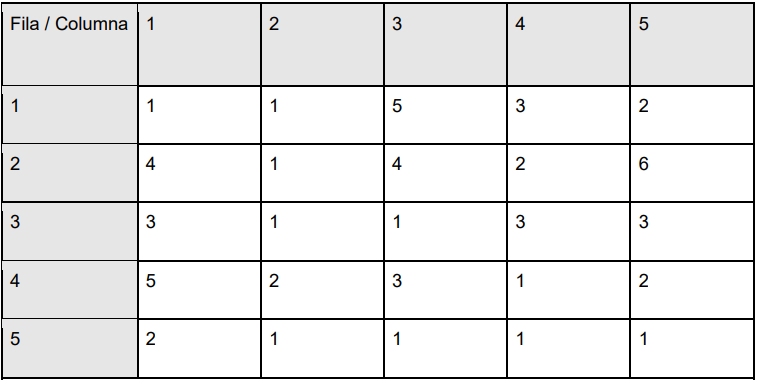 Fila / Columna 1 2 3 4 5
1 1 1 5 3 2
2 4 1 4 2 6
3 3 1 1 3 3
4 5 2 3 1 2
5 2 1 1 1 1